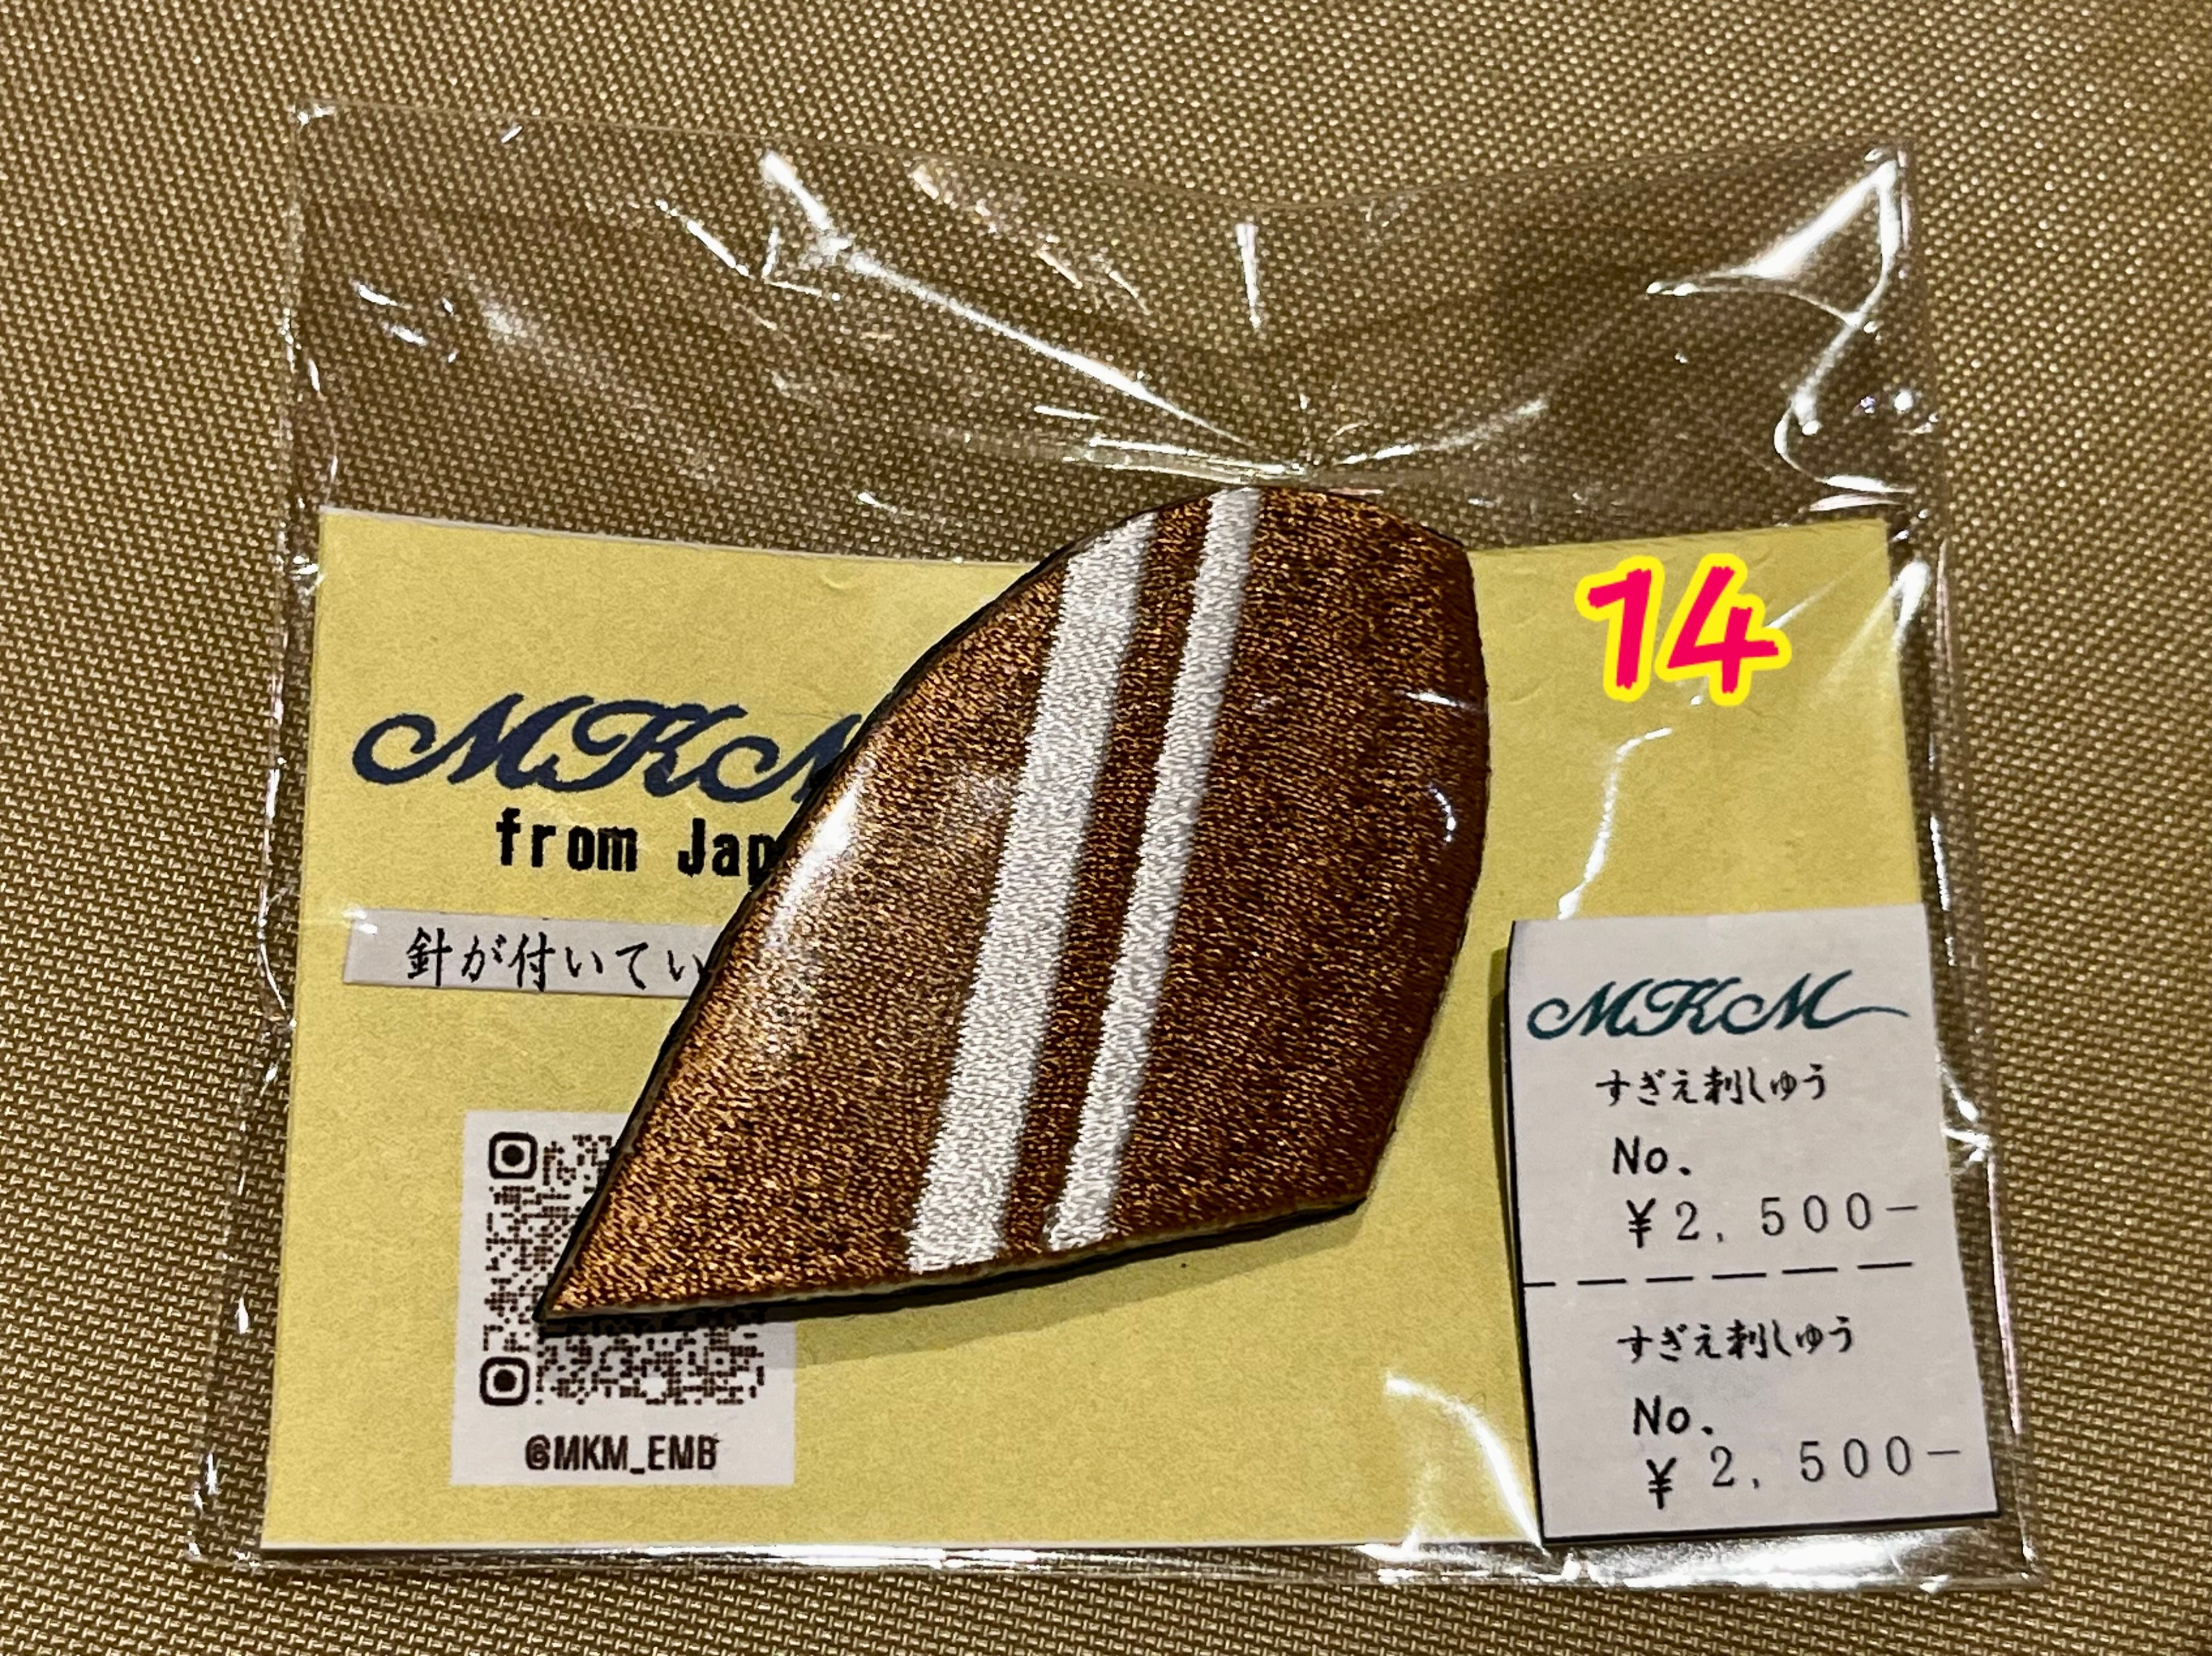 14
MKM
from Jap
針が付いてい
@MKM_EMB
MKM
すぎえ刺しゅう
No.
¥2,500-
すぎえ刺しゅう
No.
¥2,500-